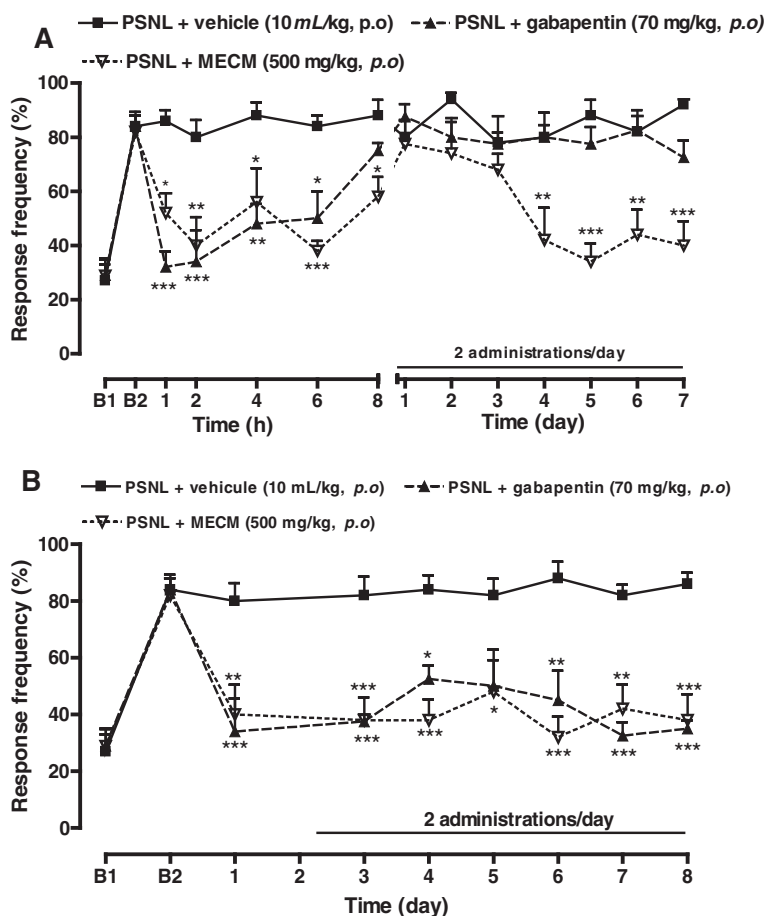 A
PSNL + vehicle (10 mL/kg, p.o) PSNL + gabapentin (70 mg/kg, p.o)
PSNL + MECM (500 mg/kg, p.o)
Response frequency (%)
100
80
60
40
20
0
* ** * * *
*** *** ** ***
** *** ** ***
2 administrations/day
B1 B2 1 2 4 6 8 1 2 3 4 5 6 7
Time (h) Time (day)
B
PSNL + vehicule (10 mL/kg, p.o) PSNL + gabapentin (70 mg/kg, p.o)
PSNL + MECM (500 mg/kg, p.o)
Response frequency (%)
100
80
60
40
20
0
** *** * ** ** ***
*** *** *** * *** *** ***
2 administrations/day
B1 B2 1 2 3 4 5 6 7 8
Time (day)